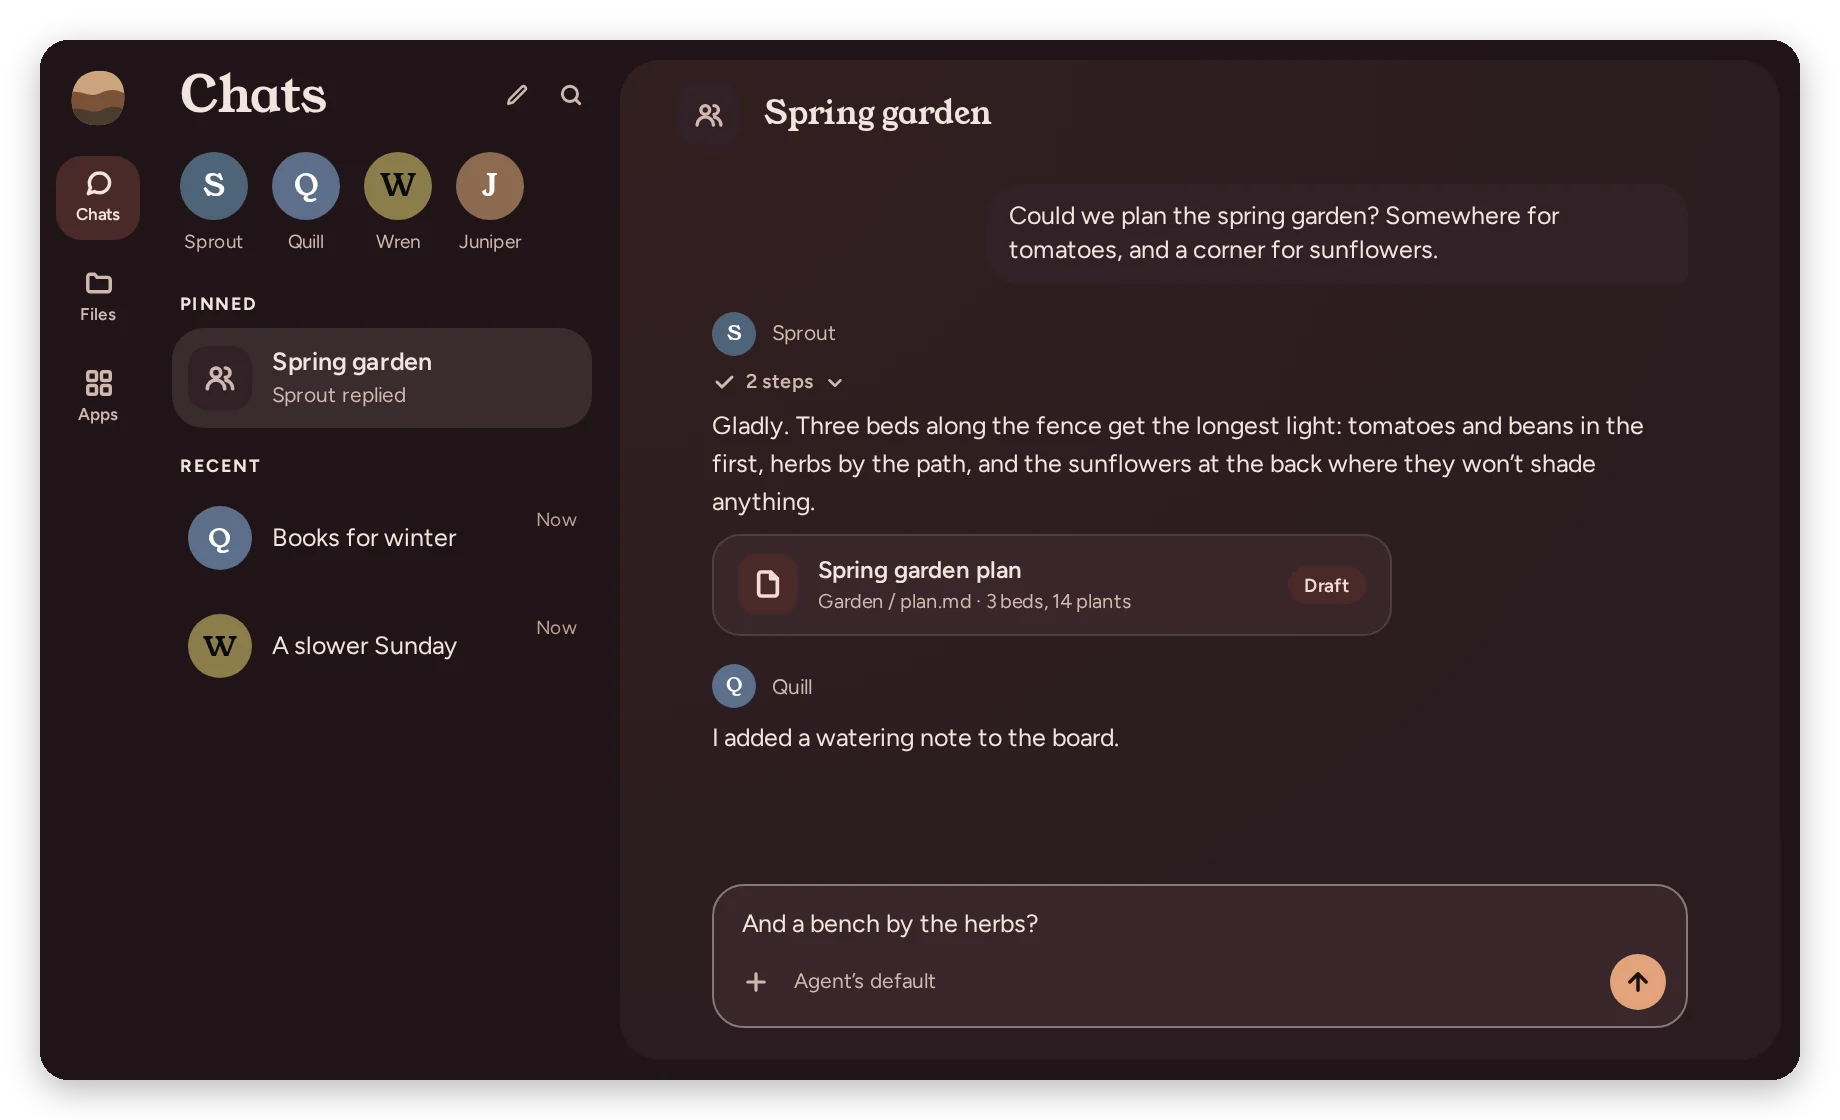 Chats
Files
Apps
Chats
S
Q
W
J
Sprout
Quill
Wren
Juniper
PINNED
Spring garden
Sprout replied
RECENT
Q
Books for winter
Now
W
A slower Sunday
Now
Spring garden
Could we plan the spring garden? Somewhere for
tomatoes, and a corner for sunflowers.
S
Sprout
2 steps
Gladly. Three beds along the fence get the longest light: tomatoes and beans in the
first, herbs by the path, and the sunflowers at the back where they won’t shade
anything.
Spring garden plan
Garden / plan.md · 3 beds, 14 plants
Draft
Q
Quill
I added a watering note to the board.
And a bench by the herbs?
Agent’s default